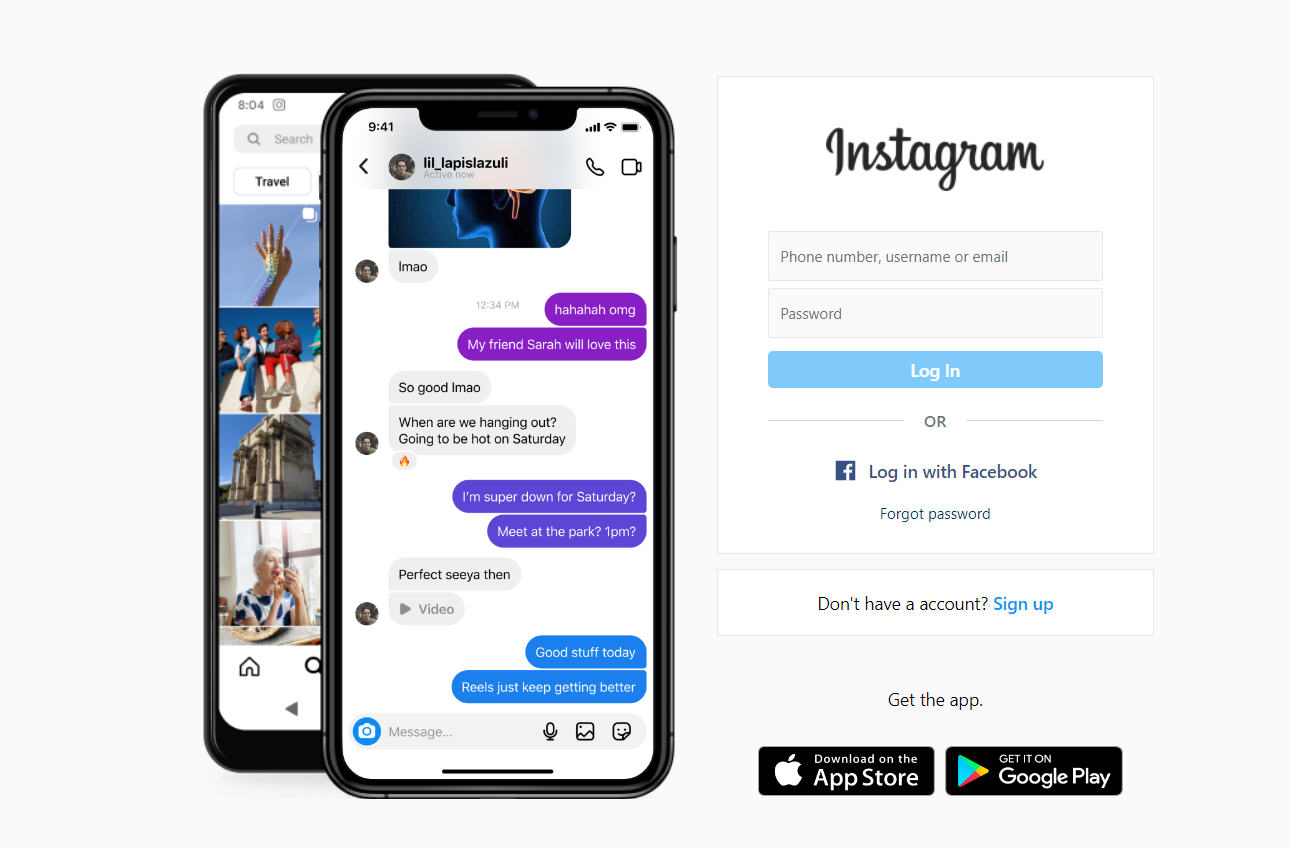 8:04
Search
Travel
9:41
lil_lapislazuli
Active now
lmao
12:34 PM
hahahah omg
My friend Sarah will love this
So good lmao
When are we hanging out?
Going to be hot on Saturday
I'm super down for Saturday?
Meet at the park? 1pm?
Perfect seeya then
Video
Good stuff today
Reels just keep getting better
Message...
Instagram
Phone number, username or email
Password
Log In
OR
Log in with Facebook
Forgot password
Don't have a account? Sign up
Get the app.
Download on the
App Store
GET IT ON
Google Play